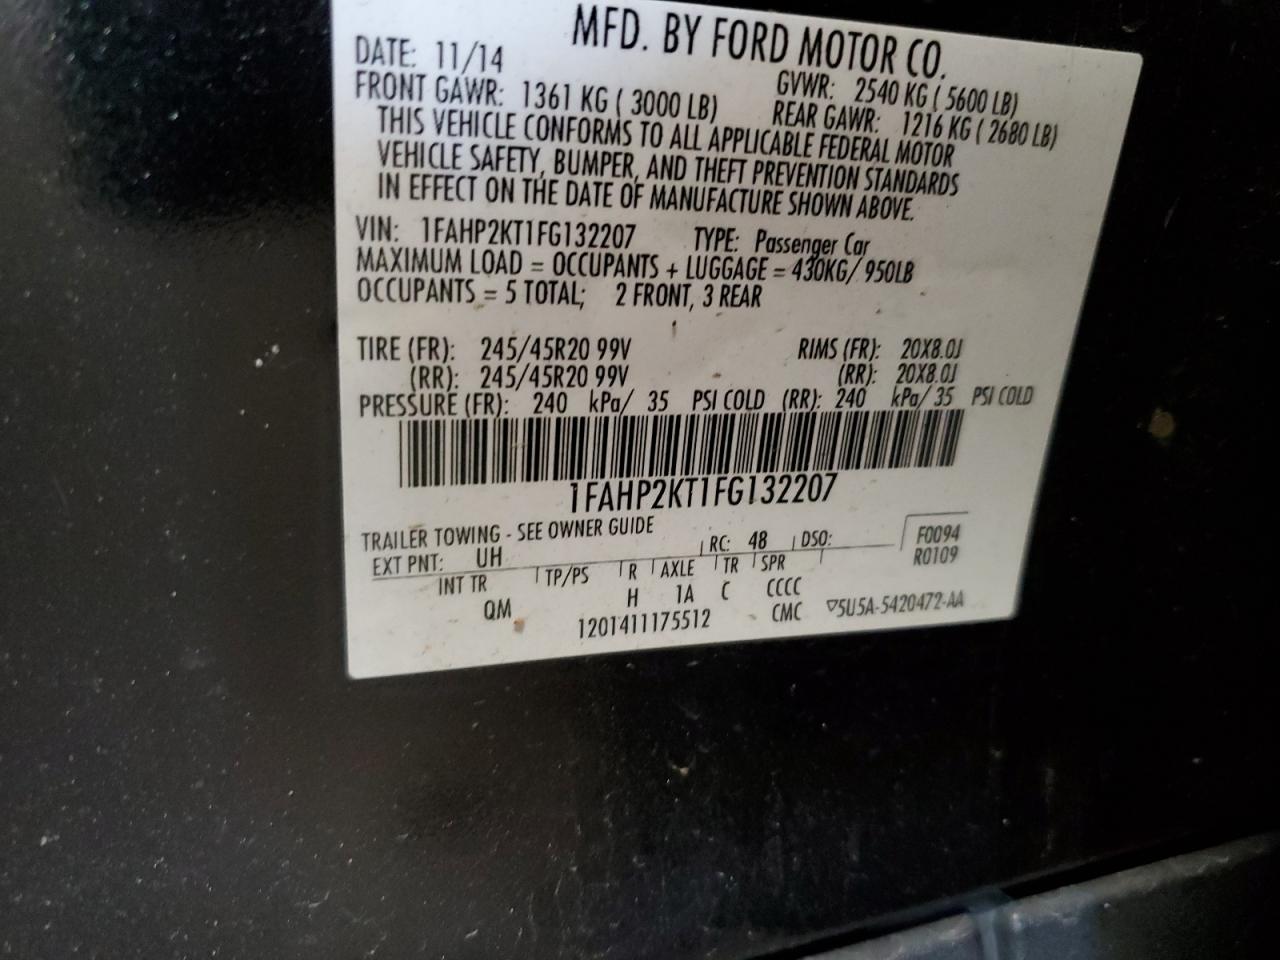 MFD. BY FORD MOTOR CO.
DATE: 11/14
GVWR: 2540 KG ( 5600 LB)
FRONT GAWR: 1361 KG ( 3000 LB)
REAR GAWR: 1216 KG ( 2680 LB)
THIS VEHICLE CONFORMS TO ALL APPLICABLE FEDERAL MOTOR
VEHICLE SAFETY, BUMPER, AND THEFT PREVENTION STANDARDS
IN EFFECT ON THE DATE OF MANUFACTURE SHOWN ABOVE.
VIN: 1FAHP2KT1FG132207 TYPE: Passenger Car
MAXIMUM LOAD = OCCUPANTS + LUGGAGE = 430KG/ 950LB
OCCUPANTS = 5 TOTAL; 2 FRONT, 3 REAR
TIRE (FR): 245/45R20 99V RIMS (FR): 20X8.0J
(RR): 245/45R20 99V (RR): 20X8.0J
PRESSURE (FR): 240 kPa/ 35 PSI COLD (RR): 240 kPa/ 35 PSI COLD
1FAHP2KT1FG132207
TRAILER TOWING - SEE OWNER GUIDE
EXT PNT: UH RC: 48 DSO: F0094
R0109
INT TR TP/PS R AXLE TR SPR
QM H 1A C CCCC
1201411175512 CMC ▽5U5A-5420472-AA